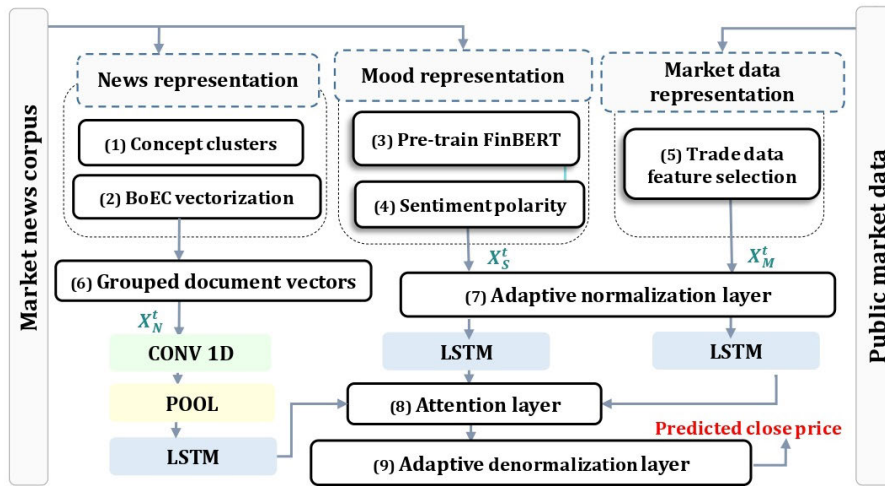 Market news corpus
News representation
Mood representation
Market data
representation
Public market data
(1) Concept clusters
(2) BoEC vectorization
(3) Pre-train FinBERT
(4) Sentiment polarity
(5) Trade data
feature selection
X_S^t
X_M^t
(6) Grouped document vectors
(7) Adaptive normalization layer
X_N^t
CONV 1D
LSTM
LSTM
POOL
(8) Attention layer
Predicted close price
LSTM
(9) Adaptive denormalization layer